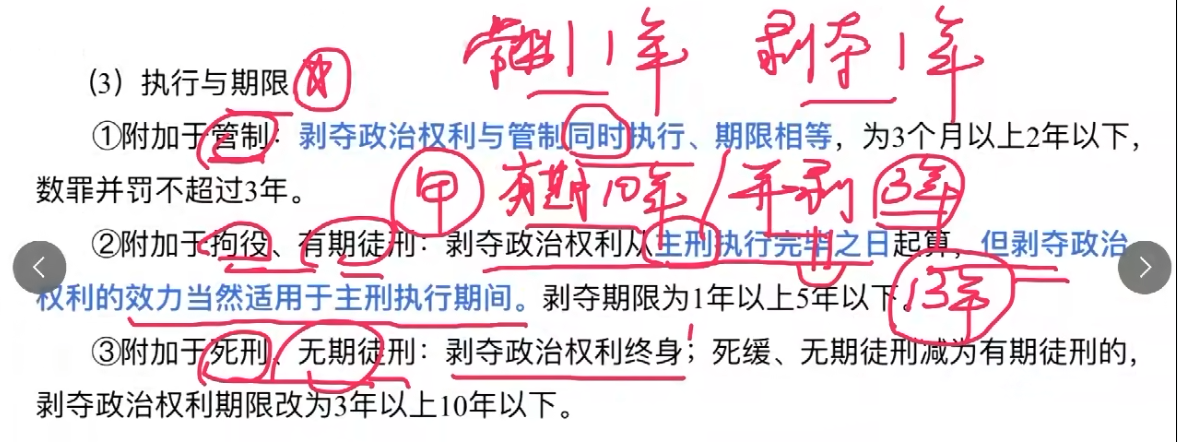 管制1年 剥夺1年
(3)执行与期限
①附加于管制：剥夺政治权利与管制同时执行、期限相等，为3个月以上2年以下，
甲 有期10年/并剥3年
数罪并罚不超过3年。
②附加于拘役、有期徒刑：剥夺政治权利从主刑执行完毕之日起算，但剥夺政治
权利的效力当然适用于主刑执行期间。剥夺期限为1年以上5年以下。
13年
③附加于死刑、无期徒刑：剥夺政治权利终身；死缓、无期徒刑减为有期徒刑的，
剥夺政治权利期限改为3年以上10年以下。